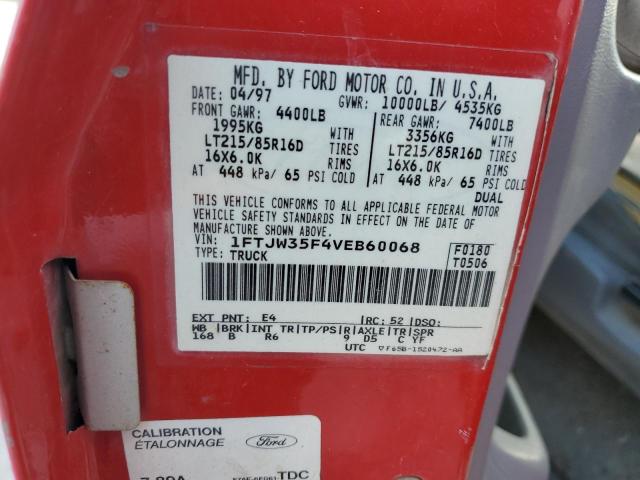 MFD. BY FORD MOTOR CO. IN U.S.A.
DATE: 04/97 GVWR: 10000LB/ 4535KG
FRONT GAWR: 4400LB REAR GAWR: 7400LB
1995KG WITH 3356KG WITH
LT215/85R16D TIRES LT215/85R16D TIRES
16X6.0K RIMS 16X6.0K RIMS
AT 448 kPa/ 65 PSI COLD AT 448 kPa/ 65 PSI COLD
DUAL
THIS VEHICLE CONFORMS TO ALL APPLICABLE FEDERAL MOTOR
VEHICLE SAFETY STANDARDS IN EFFECT ON THE DATE OF
MANUFACTURE SHOWN ABOVE.
VIN: 1FTJW35F4VEB60068 F0180
TYPE: TRUCK T0506
EXT PNT: E4 RC: 52 DSO:
WB BRK INT TR TP/PS R AXLE TR SPR
168 B R6 9 D5 C YF
UTC F65B-1520472-AA
CALIBRATION
ÉTALONNAGE Ford
TDC